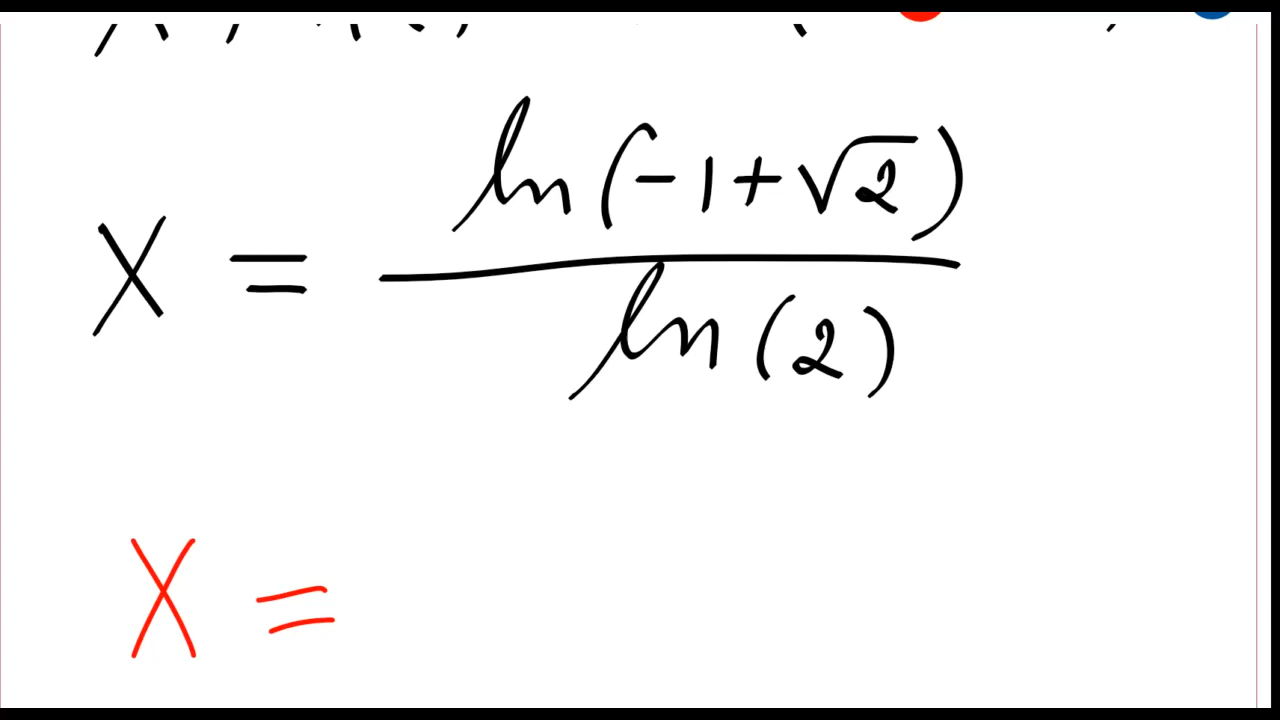 X = ln(-1+√2) / ln(2)
X =